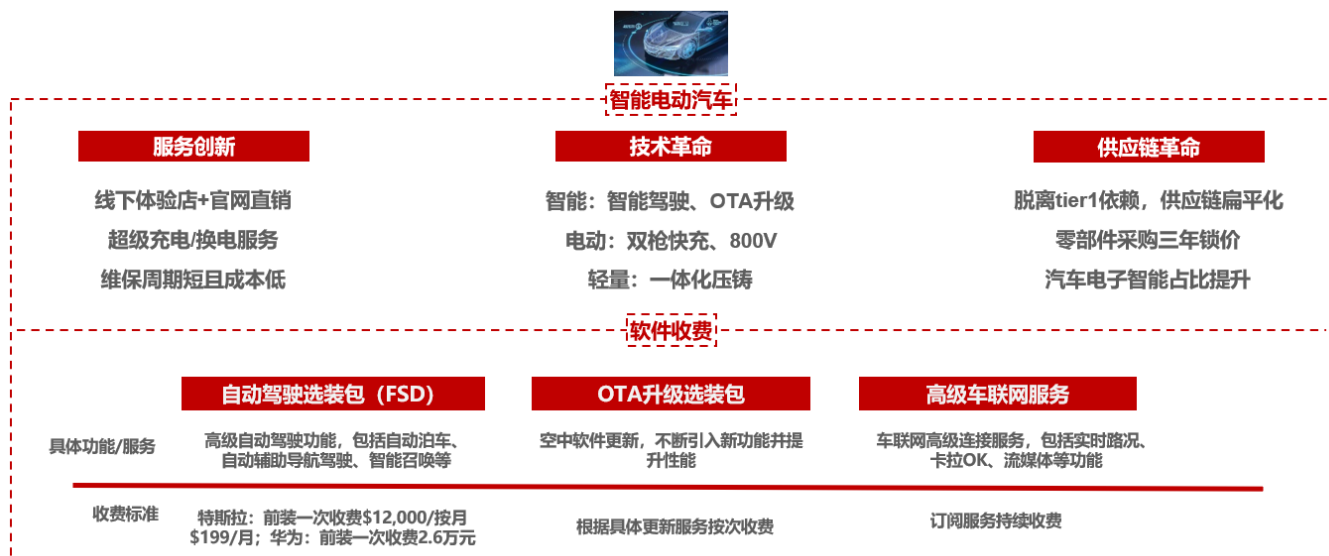 智能电动汽车
服务创新
技术革命
供应链革命
线下体验店+官网直销
智能：智能驾驶、OTA升级
脱离tier1依赖，供应链扁平化
超级充电/换电服务
电动：双枪快充、800V
零部件采购三年锁价
维保周期短且成本低
轻量：一体化压铸
汽车电子智能占比提升
软件收费
自动驾驶选装包（FSD）
OTA升级选装包
高级车联网服务
具体功能/服务
高级自动驾驶功能，包括自动泊车、
自动辅助导航驾驶、智能召唤等
空中软件更新，不断引入新功能并提
升性能
车联网高级连接服务，包括实时路况、
卡拉OK、流媒体等功能
收费标准
特斯拉：前装一次收费$12,000/按月
$199/月；华为：前装一次收费2.6万元
根据具体更新服务按次收费
订阅服务持续收费